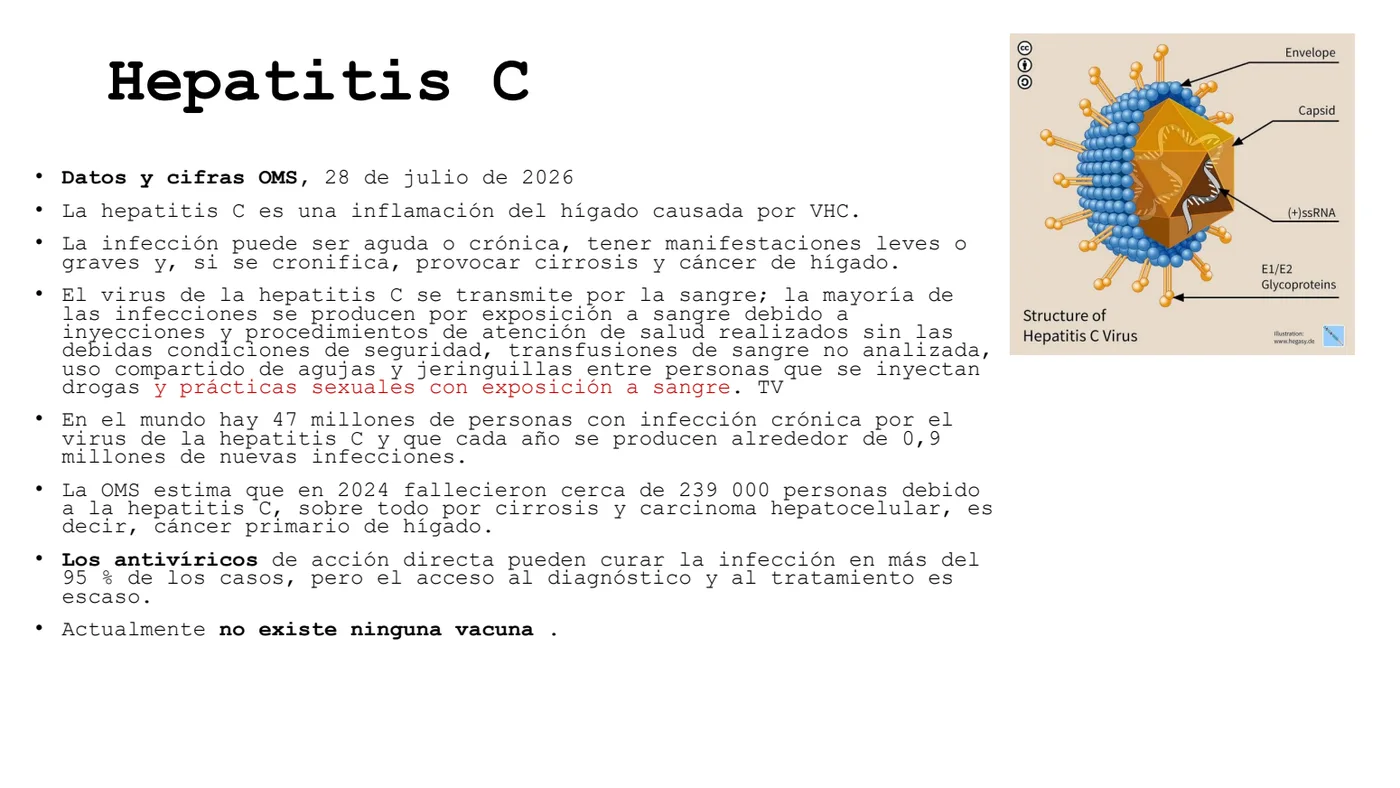 Hepatitis C
• Datos y cifras OMS, 28 de julio de 2026
• La hepatitis C es una inflamación del hígado causada por VHC.
• La infección puede ser aguda o crónica, tener manifestaciones leves o
graves y, si se cronifica, provocar cirrosis y cáncer de hígado.
• El virus de la hepatitis C se transmite por la sangre; la mayoría de
las infecciones se producen por exposición a sangre debido a
inyecciones y procedimientos de atención de salud realizados sin las
debidas condiciones de seguridad, transfusiones de sangre no analizada,
uso compartido de agujas y jeringuillas entre personas que se inyectan
drogas y prácticas sexuales con exposición a sangre. TV
• En el mundo hay 47 millones de personas con infección crónica por el
virus de la hepatitis C y que cada año se producen alrededor de 0,9
millones de nuevas infecciones.
• La OMS estima que en 2024 fallecieron cerca de 239 000 personas debido
a la hepatitis C, sobre todo por cirrosis y carcinoma hepatocelular, es
decir, cáncer primario de hígado.
• Los antivíricos de acción directa pueden curar la infección en más del
95 % de los casos, pero el acceso al diagnóstico y al tratamiento es
escaso.
• Actualmente no existe ninguna vacuna .
cc
Envelope
Capsid
(+)ssRNA
E1/E2
Glycoproteins
Structure of
Hepatitis C Virus
Illustration:
www.hegasy.de